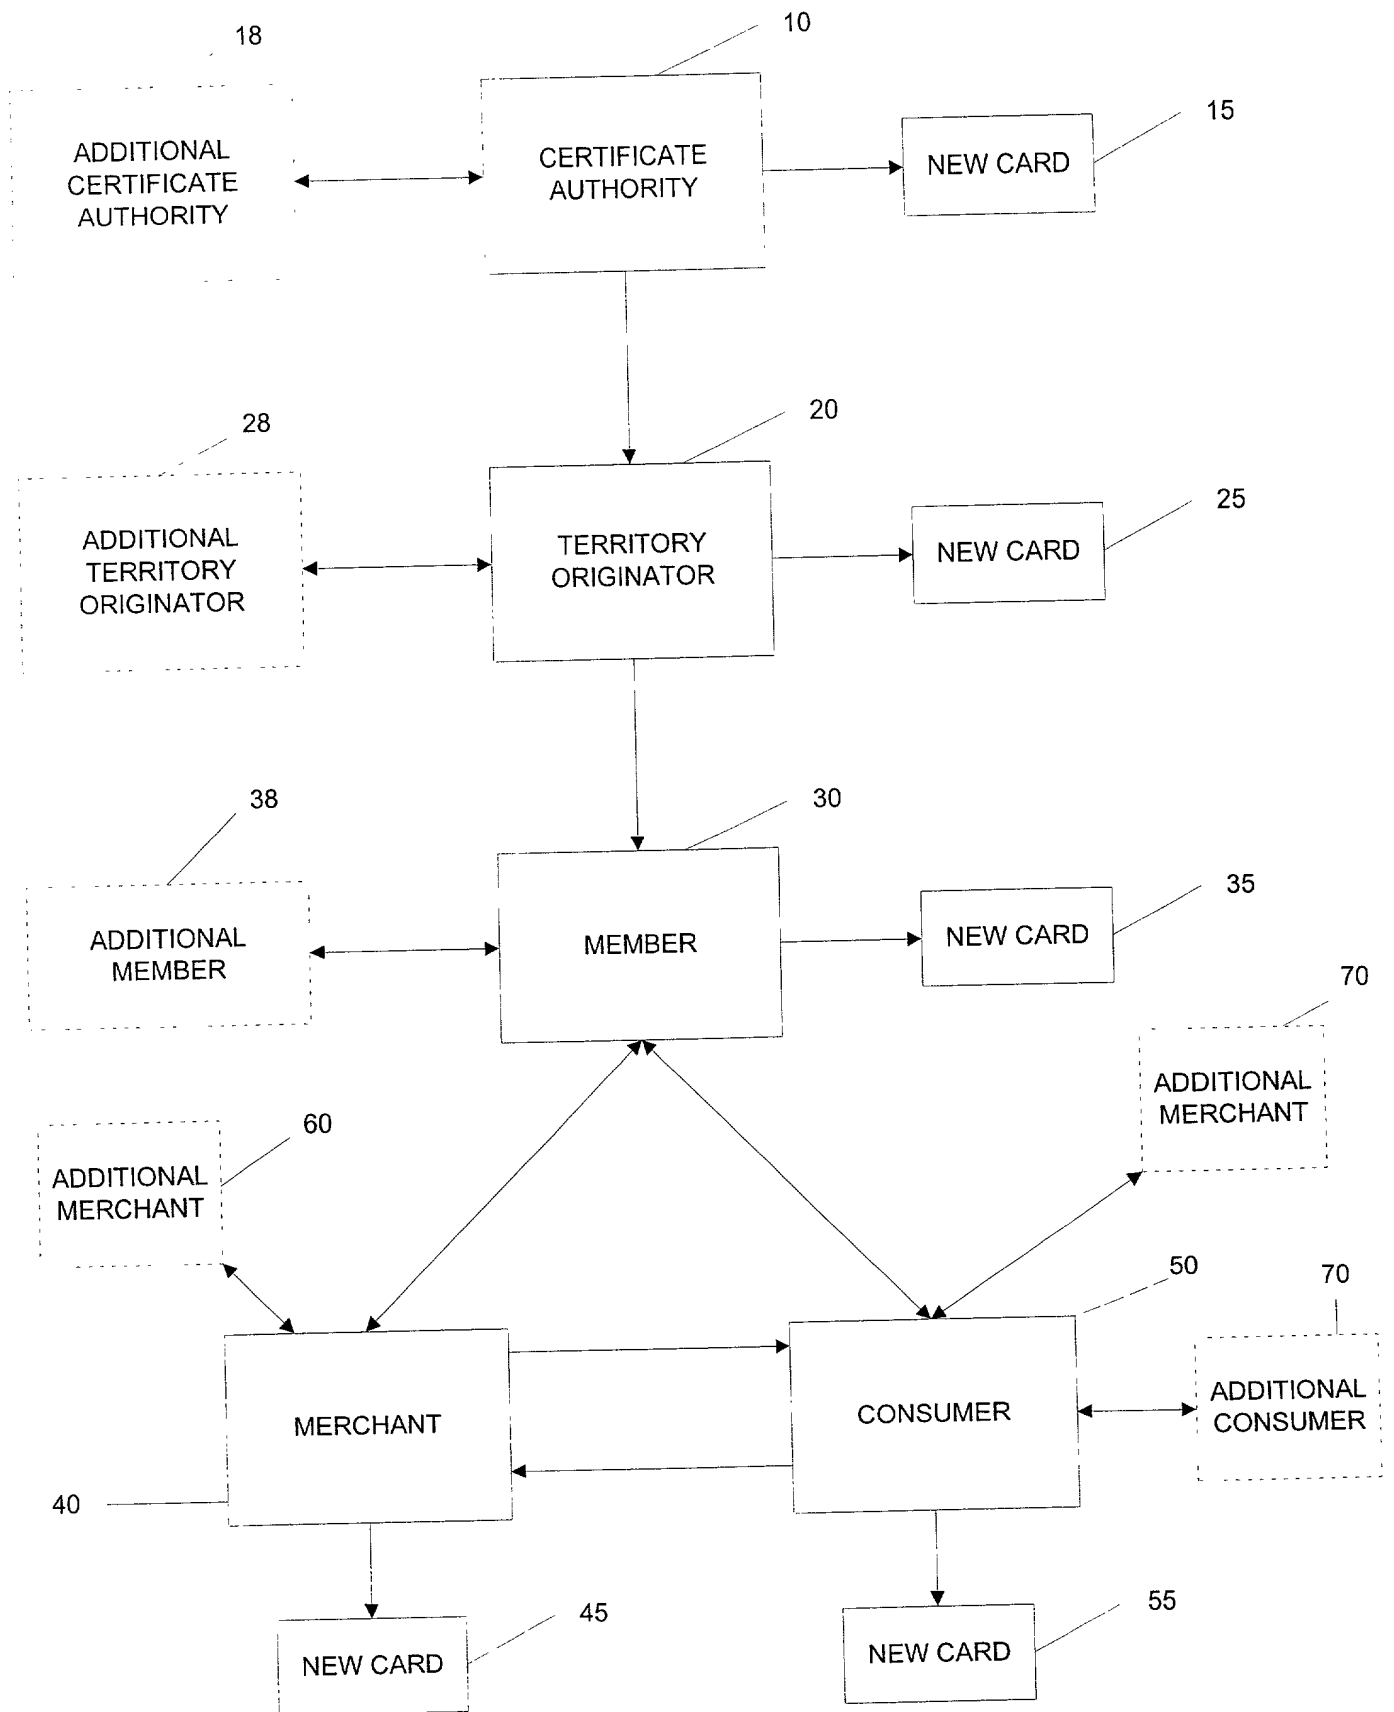 18
10
15
ADDITIONAL
CERTIFICATE
AUTHORITY
CERTIFICATE
AUTHORITY
NEW CARD
28
20
25
ADDITIONAL
TERRITORY
ORIGINATOR
TERRITORY
ORIGINATOR
NEW CARD
38
30
35
ADDITIONAL
MEMBER
MEMBER
NEW CARD
70
ADDITIONAL
MERCHANT
60
ADDITIONAL
MERCHANT
50
70
MERCHANT
CONSUMER
ADDITIONAL
CONSUMER
40
45
55
NEW CARD
NEW CARD